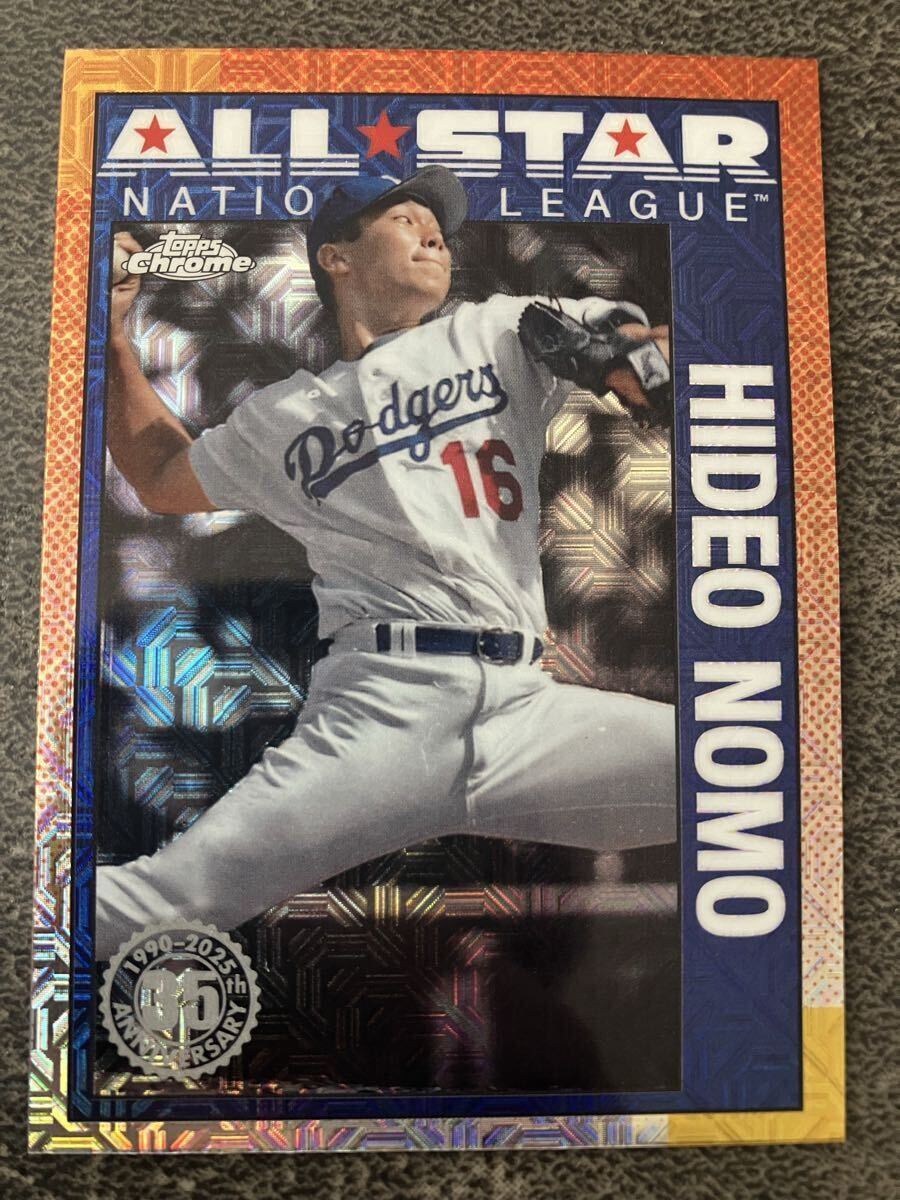 ALL★STAR
NATIO LEAGUE™
Topps
Chrome
Dodgers
16
HIDEO NOMO
1990-2025
35th
ANNIVERSARY